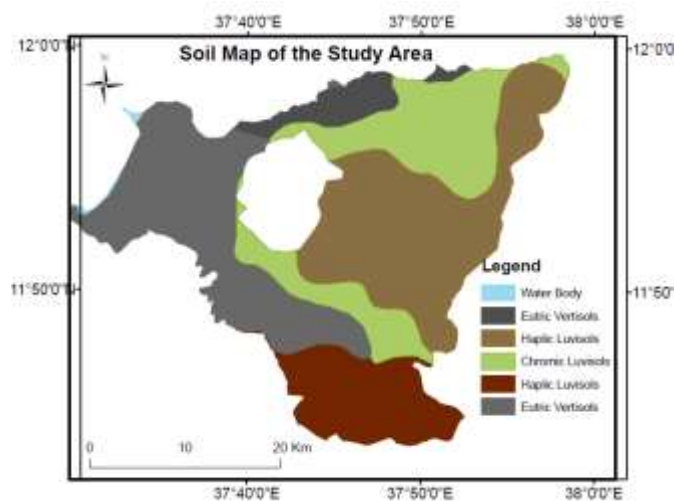 37°40'0"E 37°50'0"E 38°0'0"E
12°0'0"N 12°0'0
Soil Map of the Study Area
N
Legend
11°50'0"N 11°50'
Water Body
Eutric Vertisols
Haplic Luvisols
Chromic Luvisols
Haplic Luvisols
Eutric Vertisols
0 10 20 Km
37°40'0"E 37°50'0"E 38°0'0"E